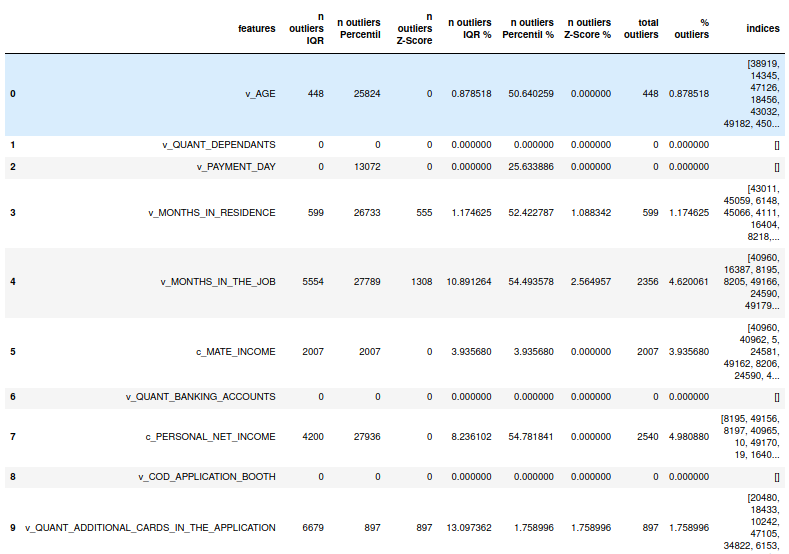 features n outliers IQR n outliers Percentil n outliers Z-Score n outliers IQR % n outliers Percentil % n outliers Z-Score % total outliers % outliers indices
0 v_AGE 448 25824 0 0.878518 50.640259 0.000000 448 0.878518 [38919, 14345, 47126, 18456, 43032, 49182, 450...
1 v_QUANT_DEPENDANTS 0 0 0 0.000000 0.000000 0.000000 0 0.000000 []
2 v_PAYMENT_DAY 0 13072 0 0.000000 25.633886 0.000000 0 0.000000 []
3 v_MONTHS_IN_RESIDENCE 599 26733 555 1.174625 52.422787 1.088342 599 1.174625 [43011, 45059, 6148, 45066, 4111, 16404, 8218,...
4 v_MONTHS_IN_THE_JOB 5554 27789 1308 10.891264 54.493578 2.564957 2356 4.620061 [40960, 16387, 8195, 8205, 49166, 24590, 49179...
5 c_MATE_INCOME 2007 2007 0 3.935680 3.935680 0.000000 2007 3.935680 [40960, 40962, 5, 24581, 49162, 8206, 24590, 4...
6 v_QUANT_BANKING_ACCOUNTS 0 0 0 0.000000 0.000000 0.000000 0 0.000000 []
7 c_PERSONAL_NET_INCOME 4200 27936 0 8.236102 54.781841 0.000000 2540 4.980880 [8195, 49156, 8197, 40965, 10, 49170, 19, 1640...
8 v_COD_APPLICATION_BOOTH 0 0 0 0.000000 0.000000 0.000000 0 0.000000 []
9 v_QUANT_ADDITIONAL_CARDS_IN_THE_APPLICATION 6679 897 897 13.097362 1.758996 1.758996 897 1.758996 [20480, 18433, 10242, 47105, 34822, 6153,